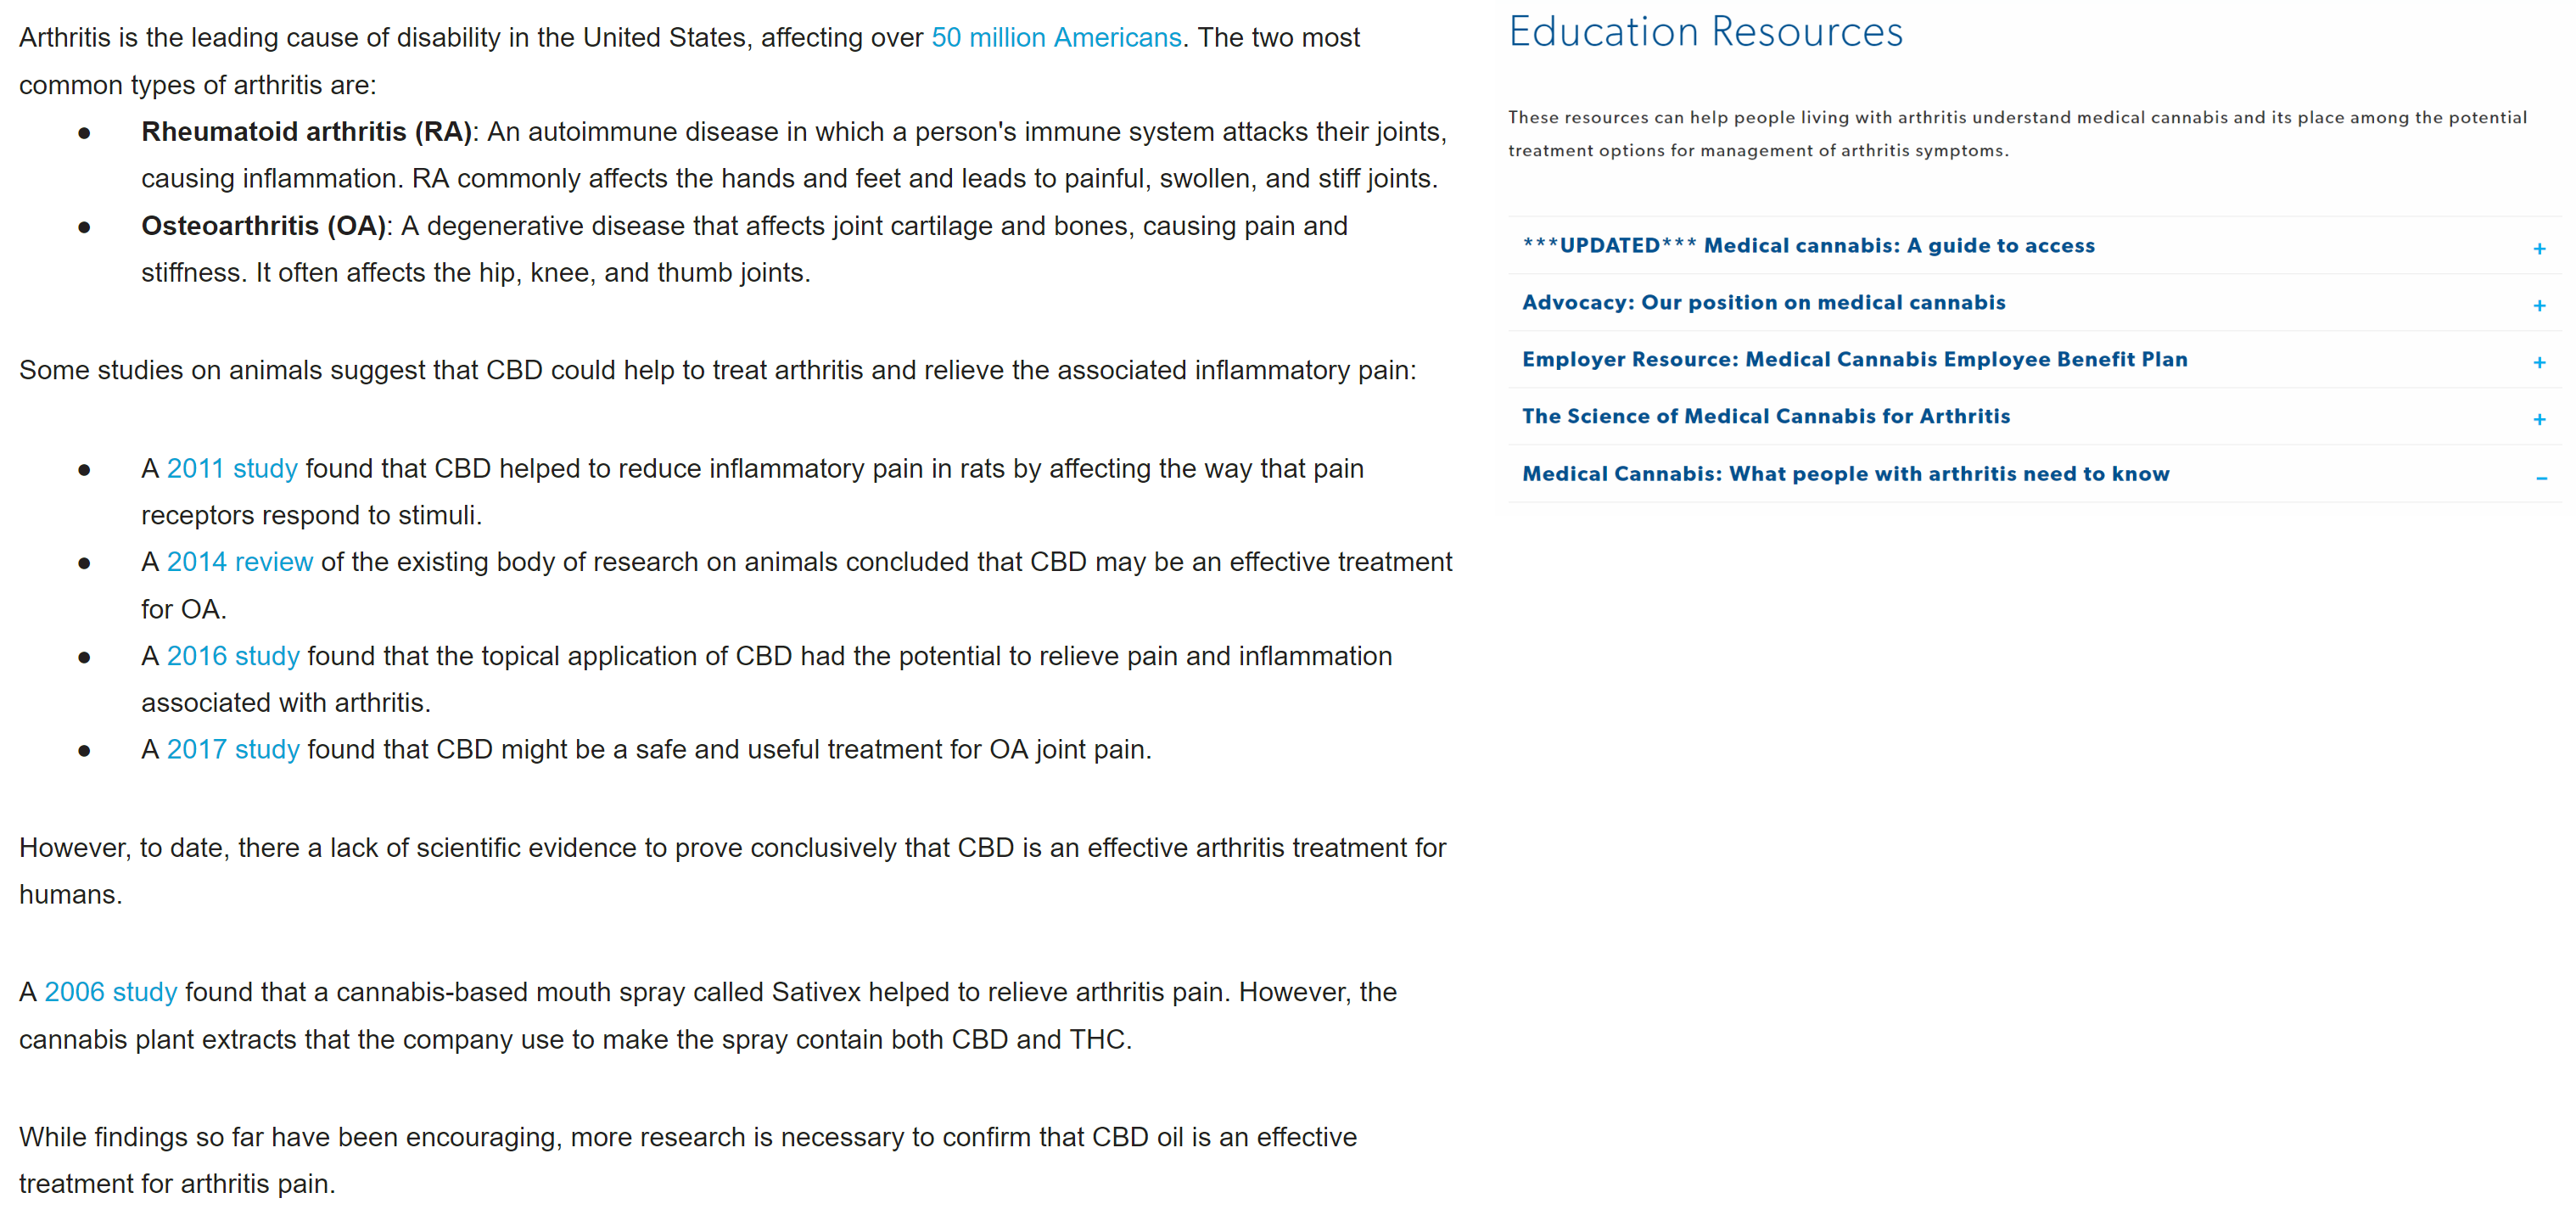 Arthritis is the leading cause of disability in the United States, affecting over 50 million Americans. The two most
common types of arthritis are:
● Rheumatoid arthritis (RA): An autoimmune disease in which a person's immune system attacks their joints,
causing inflammation. RA commonly affects the hands and feet and leads to painful, swollen, and stiff joints.
● Osteoarthritis (OA): A degenerative disease that affects joint cartilage and bones, causing pain and
stiffness. It often affects the hip, knee, and thumb joints.
Some studies on animals suggest that CBD could help to treat arthritis and relieve the associated inflammatory pain:
● A 2011 study found that CBD helped to reduce inflammatory pain in rats by affecting the way that pain
receptors respond to stimuli.
● A 2014 review of the existing body of research on animals concluded that CBD may be an effective treatment
for OA.
● A 2016 study found that the topical application of CBD had the potential to relieve pain and inflammation
associated with arthritis.
● A 2017 study found that CBD might be a safe and useful treatment for OA joint pain.
However, to date, there a lack of scientific evidence to prove conclusively that CBD is an effective arthritis treatment for
humans.
A 2006 study found that a cannabis-based mouth spray called Sativex helped to relieve arthritis pain. However, the
cannabis plant extracts that the company use to make the spray contain both CBD and THC.
While findings so far have been encouraging, more research is necessary to confirm that CBD oil is an effective
treatment for arthritis pain.
Education Resources
These resources can help people living with arthritis understand medical cannabis and its place among the potential
treatment options for management of arthritis symptoms.
***UPDATED*** Medical cannabis: A guide to access +
Advocacy: Our position on medical cannabis +
Employer Resource: Medical Cannabis Employee Benefit Plan +
The Science of Medical Cannabis for Arthritis +
Medical Cannabis: What people with arthritis need to know –